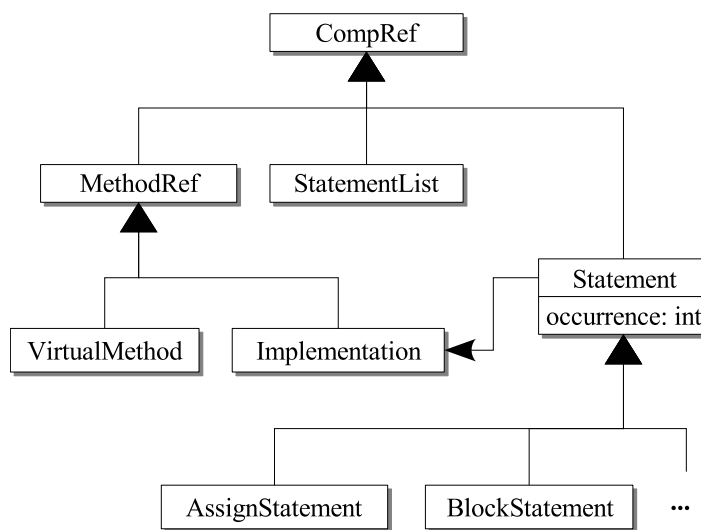 CompRef
MethodRef
StatementList
Statement
occurrence: int
VirtualMethod
Implementation
AssignStatement
BlockStatement
...